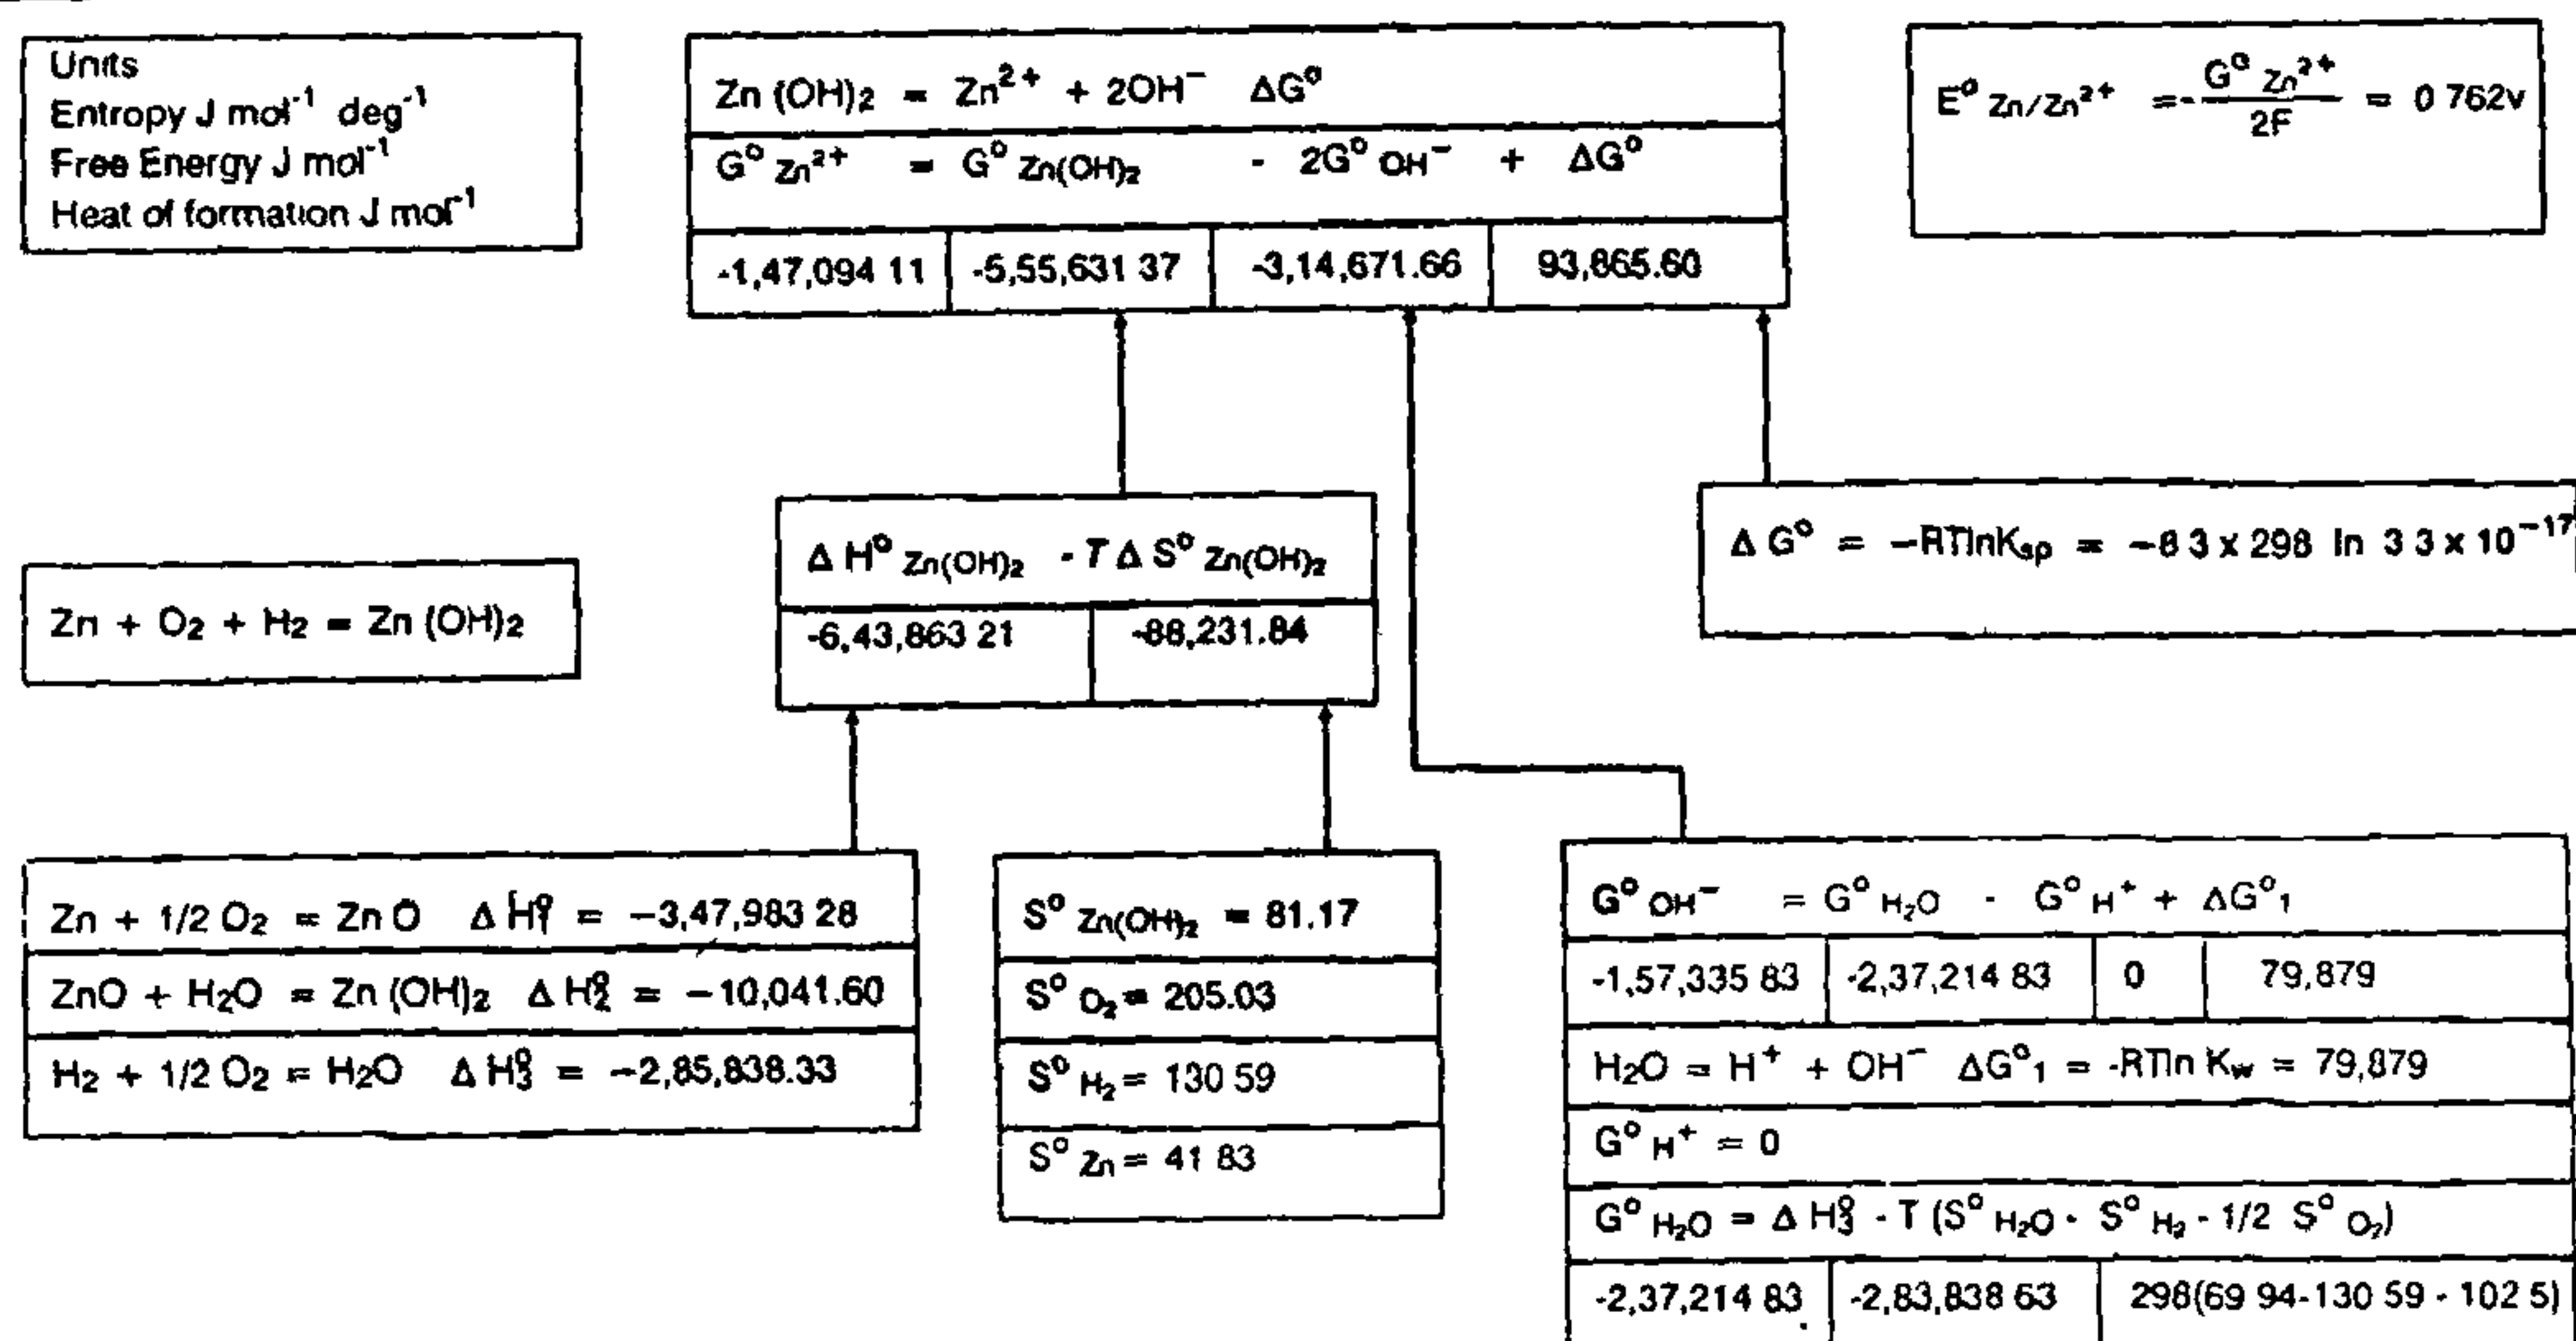 Units
Entropy J mol⁻¹ deg⁻¹
Free Energy J mol⁻¹
Heat of formation J mol⁻¹
Zn (OH)₂ = Zn²⁺ + 2OH⁻ ΔG°
G° Zn²⁺ = G° Zn(OH)₂ - 2G° OH⁻ + ΔG°
-1,47,094 11 -5,55,631 37 -3,14,671.66 93,865.60
E° Zn/Zn²⁺ = - G° Zn²⁺ / 2F = 0 762v
Zn + O₂ + H₂ = Zn (OH)₂
Δ H° Zn(OH)₂ - T Δ S° Zn(OH)₂
-6,43,863 21 -88,231.84
Δ G° = -RTlnKsp = -8 3 x 298 ln 3 3 x 10⁻¹⁷
Zn + 1/2 O₂ = Zn O Δ H°₁ = -3,47,983 28
ZnO + H₂O = Zn (OH)₂ Δ H°₂ = -10,041.60
H₂ + 1/2 O₂ = H₂O Δ H°₃ = -2,85,838.33
S° Zn(OH)₂ = 81.17
S° O₂ = 205.03
S° H₂ = 130 59
S° Zn = 41 83
G° OH⁻ = G° H₂O - G° H⁺ + ΔG°₁
-1,57,335 83 -2,37,214 83 0 79,879
H₂O = H⁺ + OH⁻ ΔG°₁ = -RTln Kw = 79,879
G° H⁺ = 0
G° H₂O = Δ H°₃ - T (S° H₂O - S° H₂ - 1/2 S° O₂)
-2,37,214 83 -2,83,838 63 298(69 94-130 59 - 102 5)